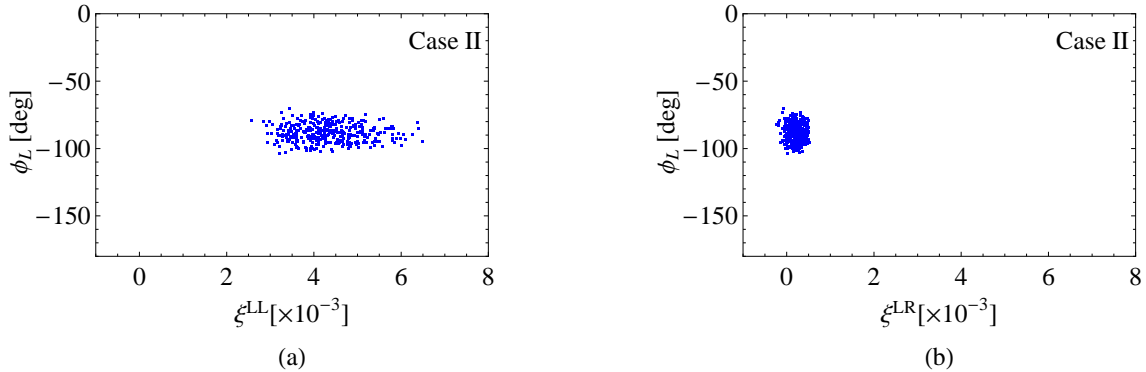 0
−50
−100
−150
ϕL [deg]
Case II
0 2 4 6 8
ξLL[×10−3]
(a)
0
−50
−100
−150
ϕL [deg]
Case II
0 2 4 6 8
ξLR[×10−3]
(b)